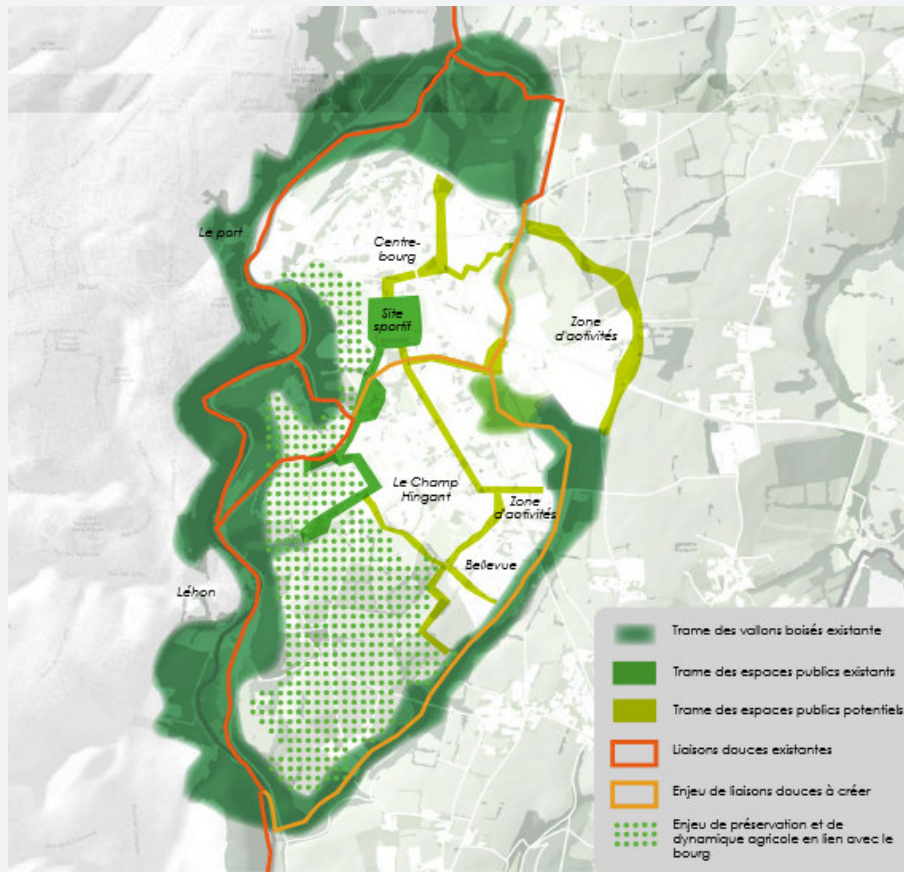 Le port
Centre-
bourg
Site
sportif
Zone
d'activités
Le Champ
Hingant
Zone
d'activités
Bellevue
Léhon
Trame des vallons boisés existante
Trame des espaces publics existants
Trame des espaces publics potentiels
Liaisons douces existantes
Enjeu de liaisons douces à créer
Enjeu de préservation et de
dynamique agricole en lien avec le
bourg